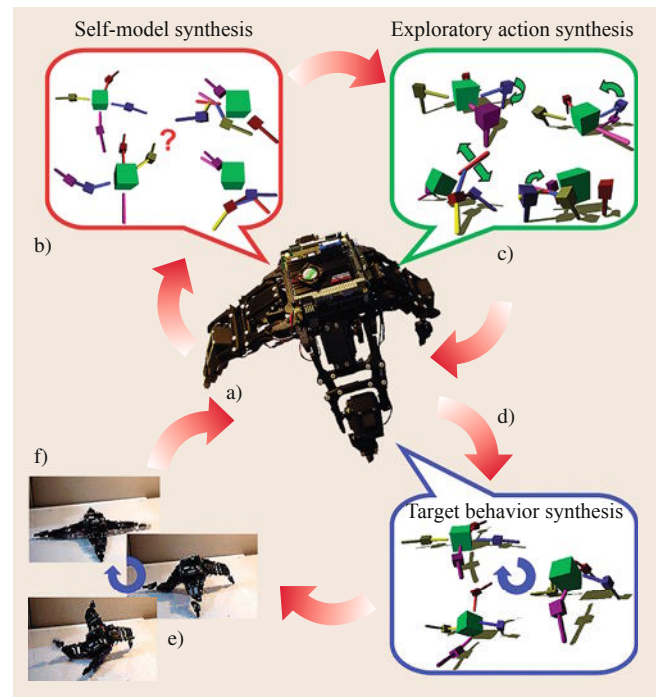 Self-model synthesis
Exploratory action synthesis
?
b)
c)
a)
d)
f)
Target behavior synthesis
e)